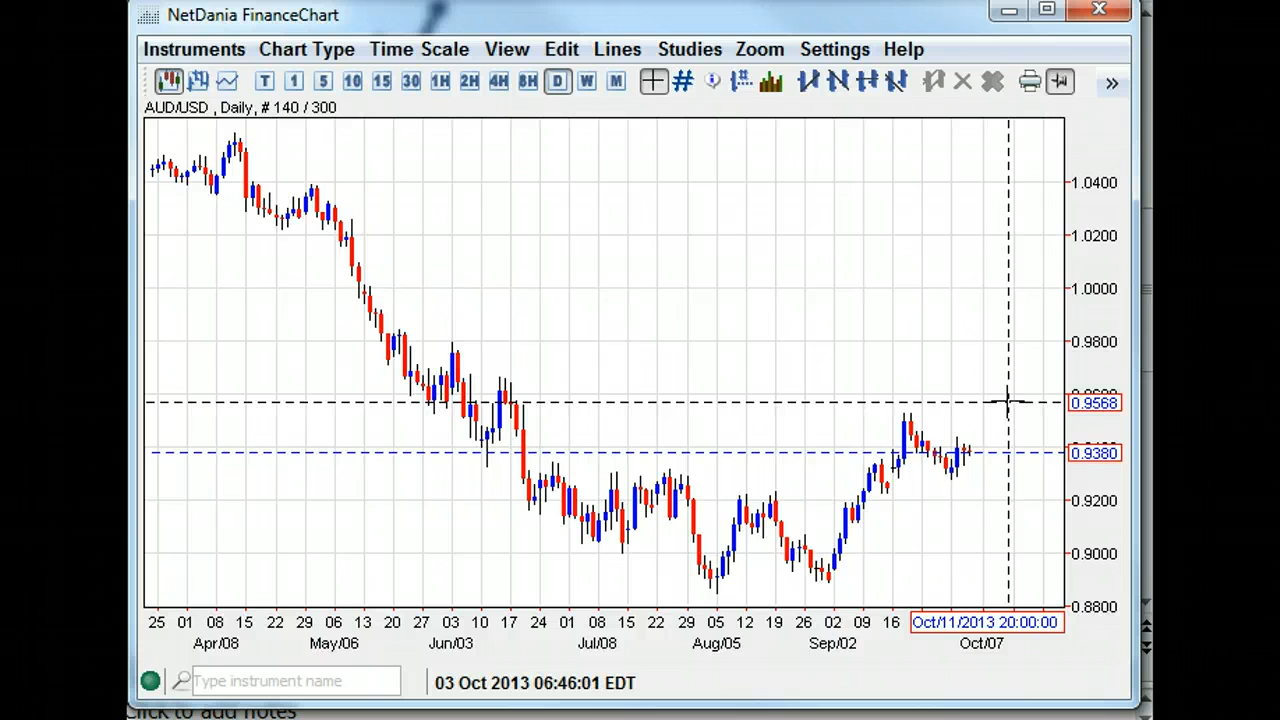 NetDania FinanceChart
Instruments Chart Type Time Scale View Edit Lines Studies Zoom Settings Help
T 1 5 10 15 30 1H 2H 4H 8H D W M # »
AUD/USD , Daily, # 140 / 300
1.0400
1.0200
1.0000
0.9800
0.9568
0.9380
0.9200
0.9000
0.8800
25 01 08 15 22 29 06 13 20 27 03 10 17 24 01 08 15 22 29 05 12 19 26 02 09 16 Oct/11/2013 20:00:00
Apr/08 May/06 Jun/03 Jul/08 Aug/05 Sep/02 Oct/07
Type instrument name 03 Oct 2013 06:46:01 EDT
Click to add notes